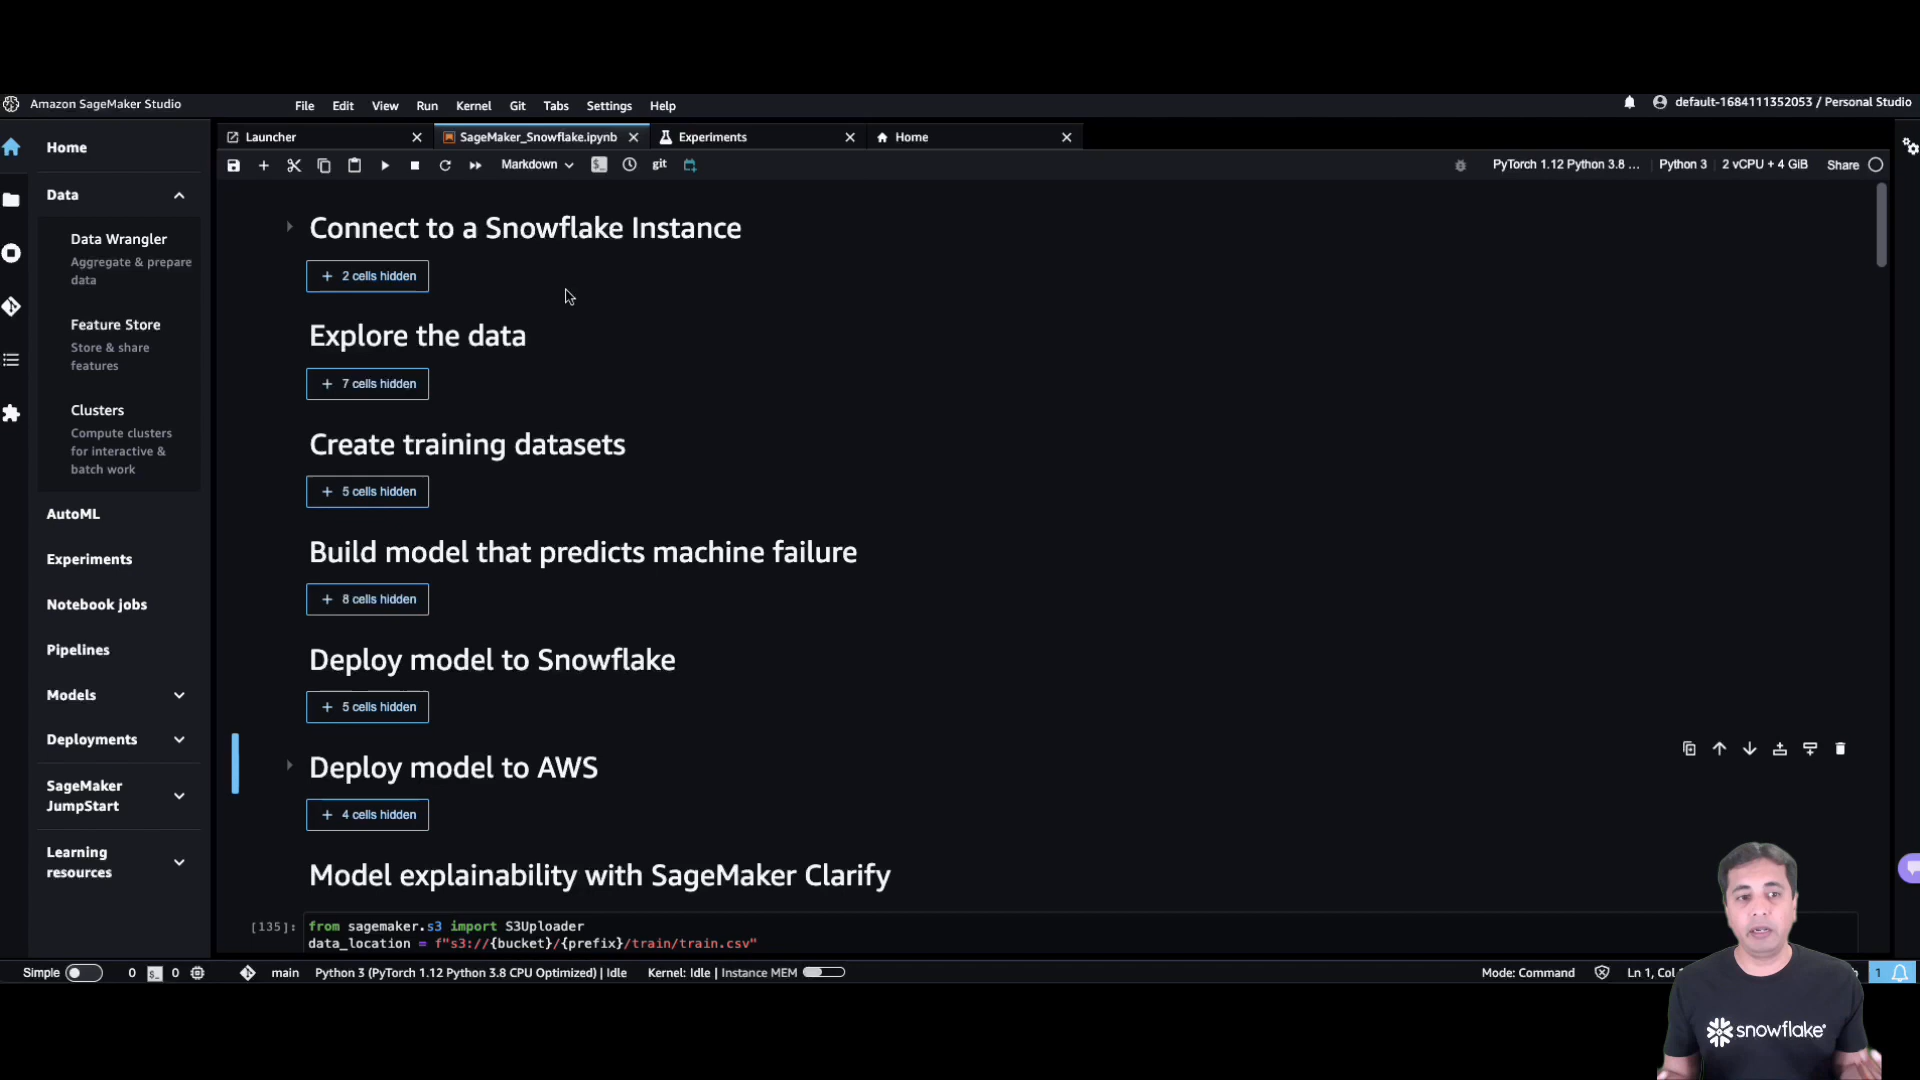 Amazon SageMaker Studio
File Edit View Run Kernel Git Tabs Settings Help
default-1684111352053 / Personal Studio
Launcher
SageMaker_Snowflake.ipynb
Experiments
Home
Markdown
git
PyTorch 1.12 Python 3.8 ...
Python 3
2 vCPU + 4 GiB
Share
Home
Data
Data Wrangler
Aggregate & prepare
data
Feature Store
Store & share
features
Clusters
Compute clusters
for interactive &
batch work
AutoML
Experiments
Notebook jobs
Pipelines
Models
Deployments
SageMaker
JumpStart
Learning
resources
Connect to a Snowflake Instance
+ 2 cells hidden
Explore the data
+ 7 cells hidden
Create training datasets
+ 5 cells hidden
Build model that predicts machine failure
+ 8 cells hidden
Deploy model to Snowflake
+ 5 cells hidden
Deploy model to AWS
+ 4 cells hidden
Model explainability with SageMaker Clarify
[135]:
from sagemaker.s3 import S3Uploader
data_location = f"s3://{bucket}/{prefix}/train/train.csv"
Simple 0 $_ 0 main Python 3 (PyTorch 1.12 Python 3.8 CPU Optimized) | Idle Kernel: Idle | Instance MEM Mode: Command Ln 1, Col 1
snowflake®